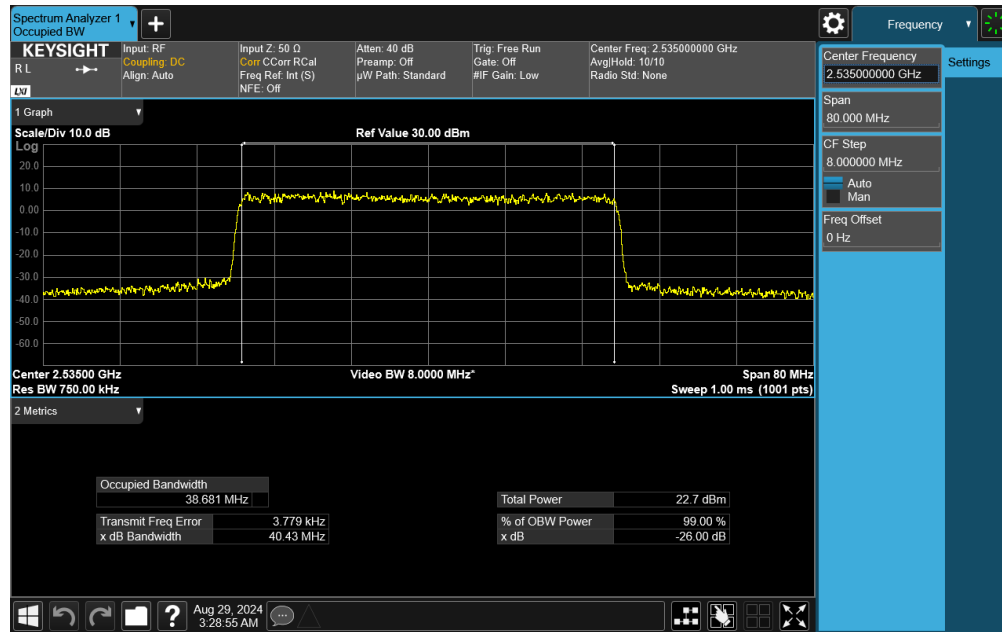 Spectrum Analyzer 1
Occupied BW
+
Frequency
KEYSIGHT
R L
LXI
Input: RF
Coupling: DC
Align: Auto
Input Z: 50 Ω
Corr CCorr RCal
Freq Ref: Int (S)
NFE: Off
Atten: 40 dB
Preamp: Off
µW Path: Standard
Trig: Free Run
Gate: Off
#IF Gain: Low
Center Freq: 2.535000000 GHz
Avg|Hold: 10/10
Radio Std: None
Center Frequency
2.535000000 GHz
Settings
Span
80.000 MHz
CF Step
8.000000 MHz
Auto
Man
Freq Offset
0 Hz
1 Graph
Scale/Div 10.0 dB
Ref Value 30.00 dBm
Log
20.0
10.0
0.00
-10.0
-20.0
-30.0
-40.0
-50.0
-60.0
Center 2.53500 GHz
Video BW 8.0000 MHz*
Span 80 MHz
Res BW 750.00 kHz
Sweep 1.00 ms (1001 pts)
2 Metrics
Occupied Bandwidth
38.681 MHz
Total Power 22.7 dBm
Transmit Freq Error 3.779 kHz
% of OBW Power 99.00 %
x dB Bandwidth 40.43 MHz
x dB -26.00 dB
?
Aug 29, 2024
3:28:55 AM